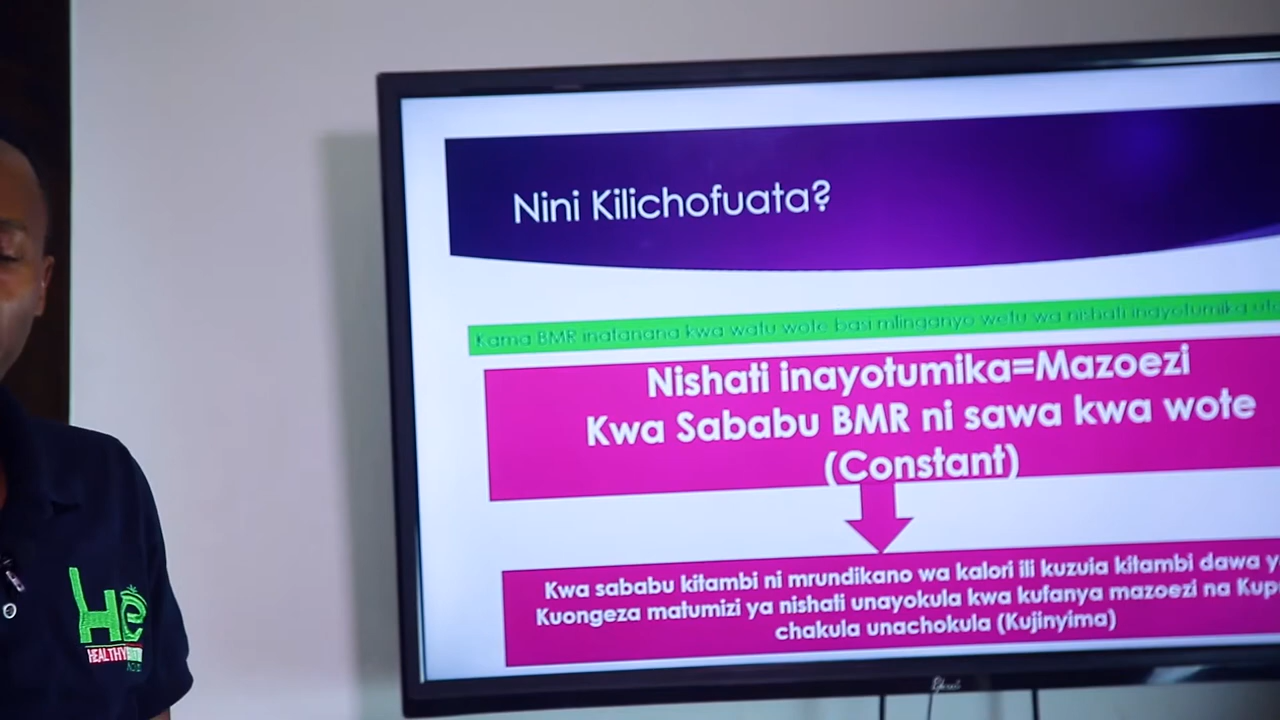 Nini Kilichofuata?
Kama BMR inafanana kwa watu wote basi mlinganyo wetu wa nishati inayotumika
Nishati inayotumika=Mazoezi
Kwa Sababu BMR ni sawa kwa wote
(Constant)
Kwa sababu kitambi ni mrundikano wa kalori ili kuzuia kitambi dawa
Kuongeza matumizi ya nishati unayokula kwa kufanya mazoezi na
chakula unachokula (Kujinyima)
He
HEALTHY